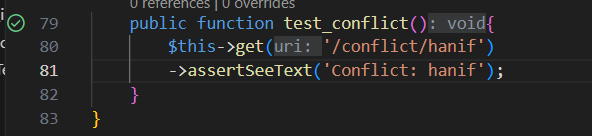 0 references | 0 overrides
79 public function test_conflict(): void{
80 $this->get(uri: '/conflict/hanif')
81 ->assertSeeText('Conflict: hanif');
82 }
83 }